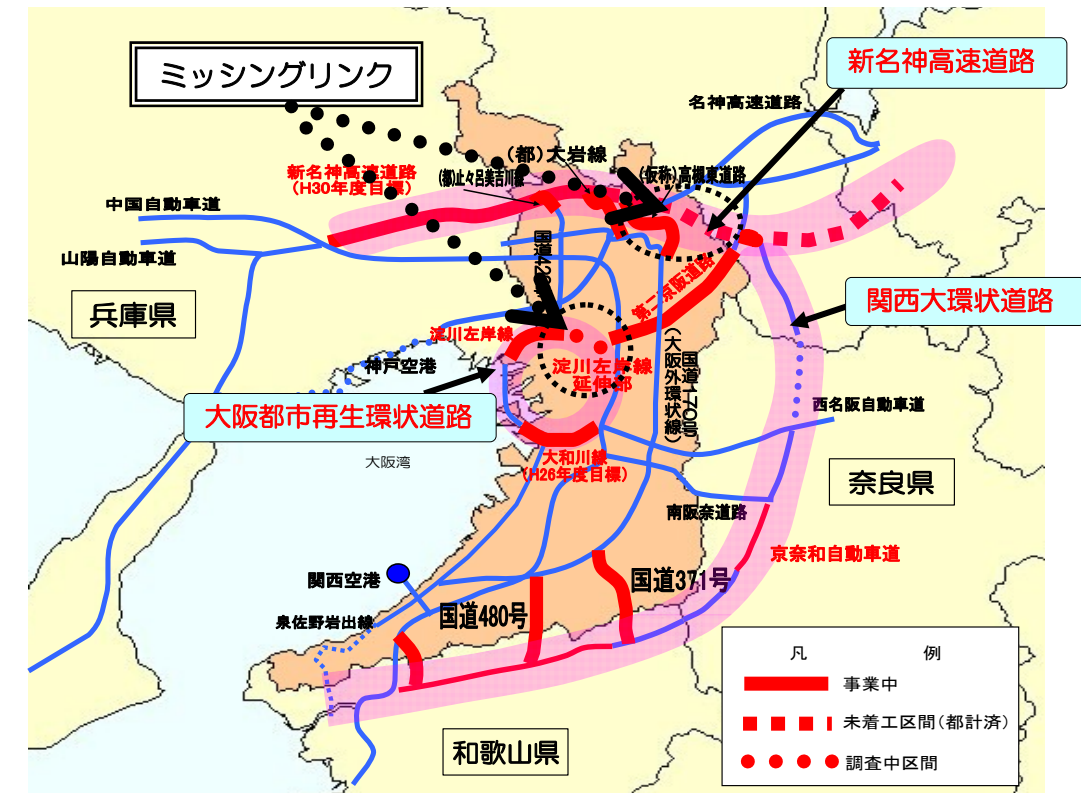 ミッシングリンク
新名神高速道路
名神高速道路
(都)大岩線
新名神高速道路
(H30年度目標)
(都)止々呂美吉川線
(仮称)高槻東道路
中国自動車道
山陽自動車道
国道423号
第二京阪道路
関西大環状道路
兵庫県
淀川左岸線
神戸空港
淀川左岸線
延伸部
国道170号
(大阪外環状線)
大阪都市再生環状道路
西名阪自動車道
大阪湾
大和川線
(H26年度目標)
奈良県
南阪奈道路
京奈和自動車道
関西空港
国道371号
国道480号
泉佐野岩出線
和歌山県
凡 例
事業中
未着工区間(都計済)
調査中区間